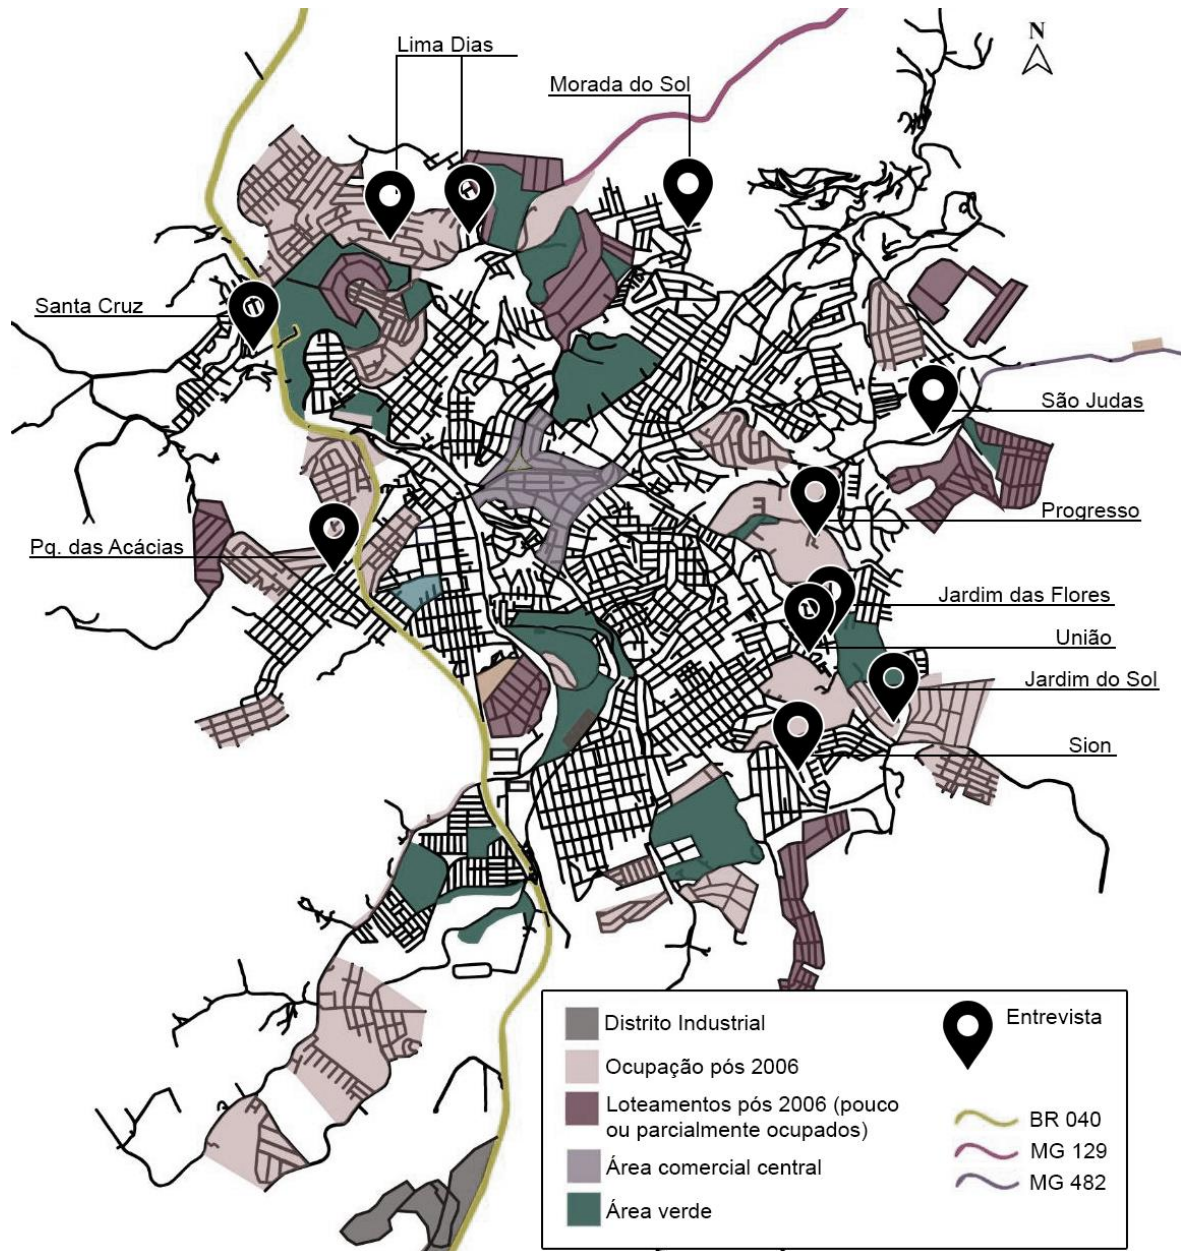 Lima Dias
N
Morada do Sol
Santa Cruz
São Judas
Progresso
Pq. das Acácias
Jardim das Flores
União
Jardim do Sol
Sion
Distrito Industrial
Ocupação pós 2006
Loteamentos pós 2006 (pouco
ou parcialmente ocupados)
Área comercial central
Área verde
Entrevista
BR 040
MG 129
MG 482